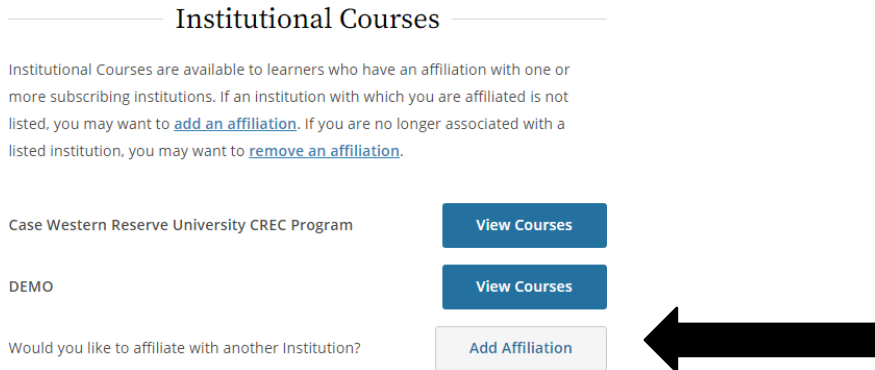 Institutional Courses
Institutional Courses are available to learners who have an affiliation with one or
more subscribing institutions. If an institution with which you are affiliated is not
listed, you may want to add an affiliation. If you are no longer associated with a
listed institution, you may want to remove an affiliation.
Case Western Reserve University CREC Program View Courses
DEMO View Courses
Would you like to affiliate with another Institution? Add Affiliation